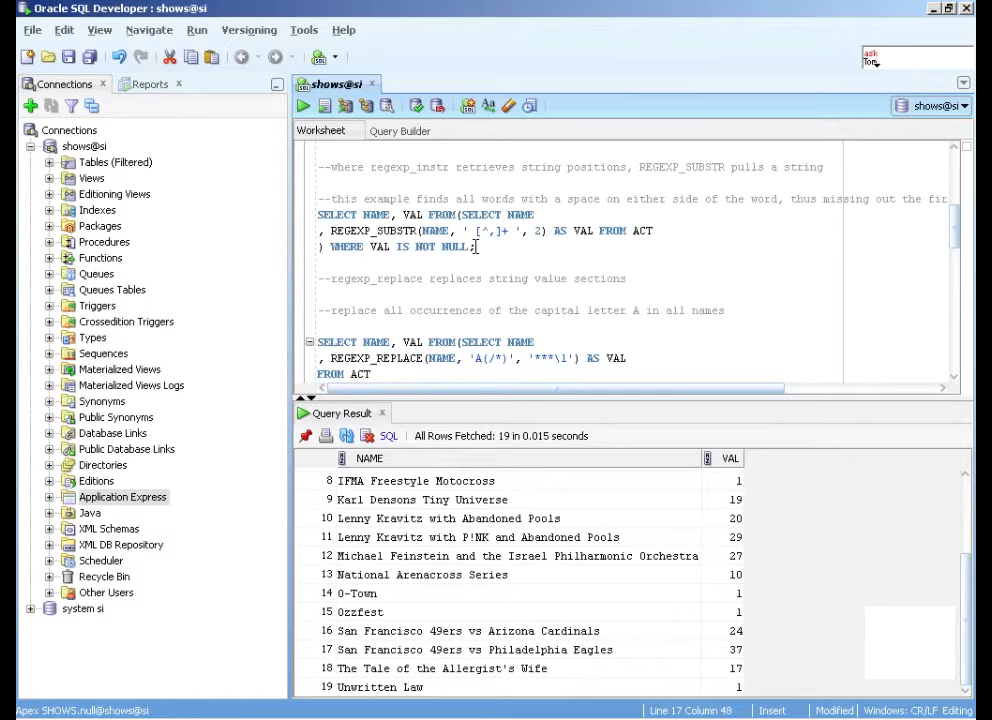 Oracle SQL Developer : shows@si
File Edit View Navigate Run Versioning Tools Help
ask
Tom
Connections Reports shows@si
shows@si
Worksheet Query Builder
Connections
shows@si
Tables (Filtered)
Views
Editioning Views
Indexes
Packages
Procedures
Functions
Queues
Queues Tables
Triggers
Crossedition Triggers
Types
Sequences
Materialized Views
Materialized Views Logs
Synonyms
Public Synonyms
Database Links
Public Database Links
Directories
Editions
Application Express
Java
XML Schemas
XML DB Repository
Scheduler
Recycle Bin
Other Users
system si
--where regexp_instr retrieves string positions, REGEXP_SUBSTR pulls a string
--this example finds all words with a space on either side of the word, thus missing out the fir
SELECT NAME, VAL FROM(SELECT NAME
, REGEXP_SUBSTR(NAME, ' [^,]+ ', 2) AS VAL FROM ACT
) WHERE VAL IS NOT NULL;
--regexp_replace replaces string value sections
--replace all occurrences of the capital letter A in all names
SELECT NAME, VAL FROM(SELECT NAME
, REGEXP_REPLACE(NAME, 'A(/*)', '***\1') AS VAL
FROM ACT
Query Result
SQL All Rows Fetched: 19 in 0.015 seconds
NAME VAL
8 IFMA Freestyle Motocross 1
9 Karl Densons Tiny Universe 19
10 Lenny Kravitz with Abandoned Pools 20
11 Lenny Kravitz with P!NK and Abandoned Pools 29
12 Michael Feinstein and the Israel Philharmonic Orchestra 27
13 National Arenacross Series 10
14 O-Town 1
15 Ozzfest 1
16 San Francisco 49ers vs Arizona Cardinals 24
17 San Francisco 49ers vs Philadelphia Eagles 37
18 The Tale of the Allergist's Wife 17
19 Unwritten Law 1
Apex SHOWS.null@shows@si Line 17 Column 48 Insert Modified Windows: CR/LF Editing